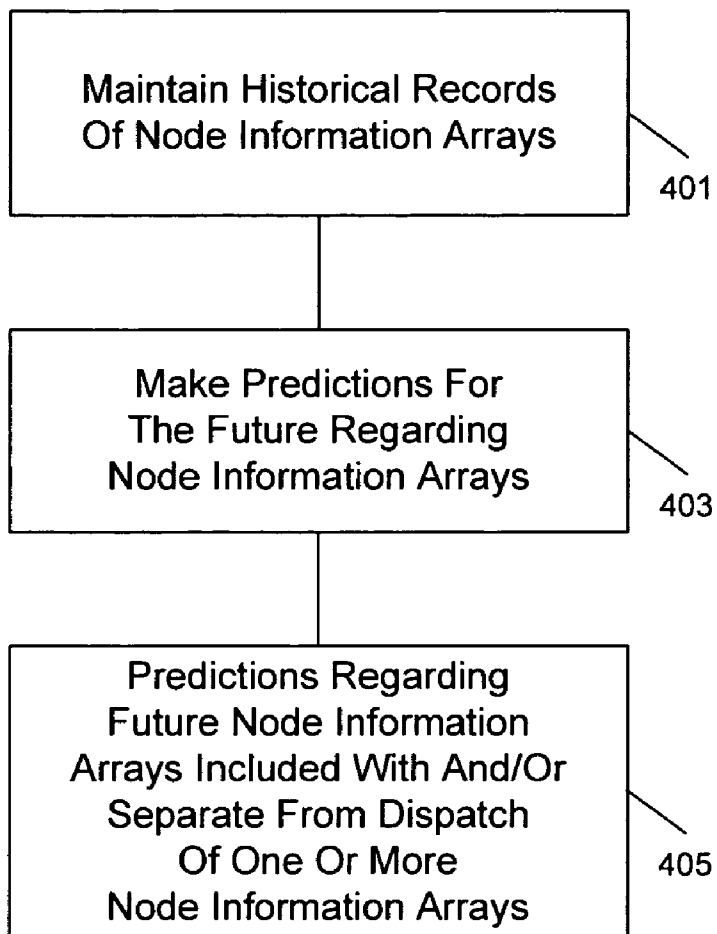 Maintain Historical Records
Of Node Information Arrays
401
Make Predictions For
The Future Regarding
Node Information Arrays
403
Predictions Regarding
Future Node Information
Arrays Included With And/Or
Separate From Dispatch
Of One Or More
Node Information Arrays
405